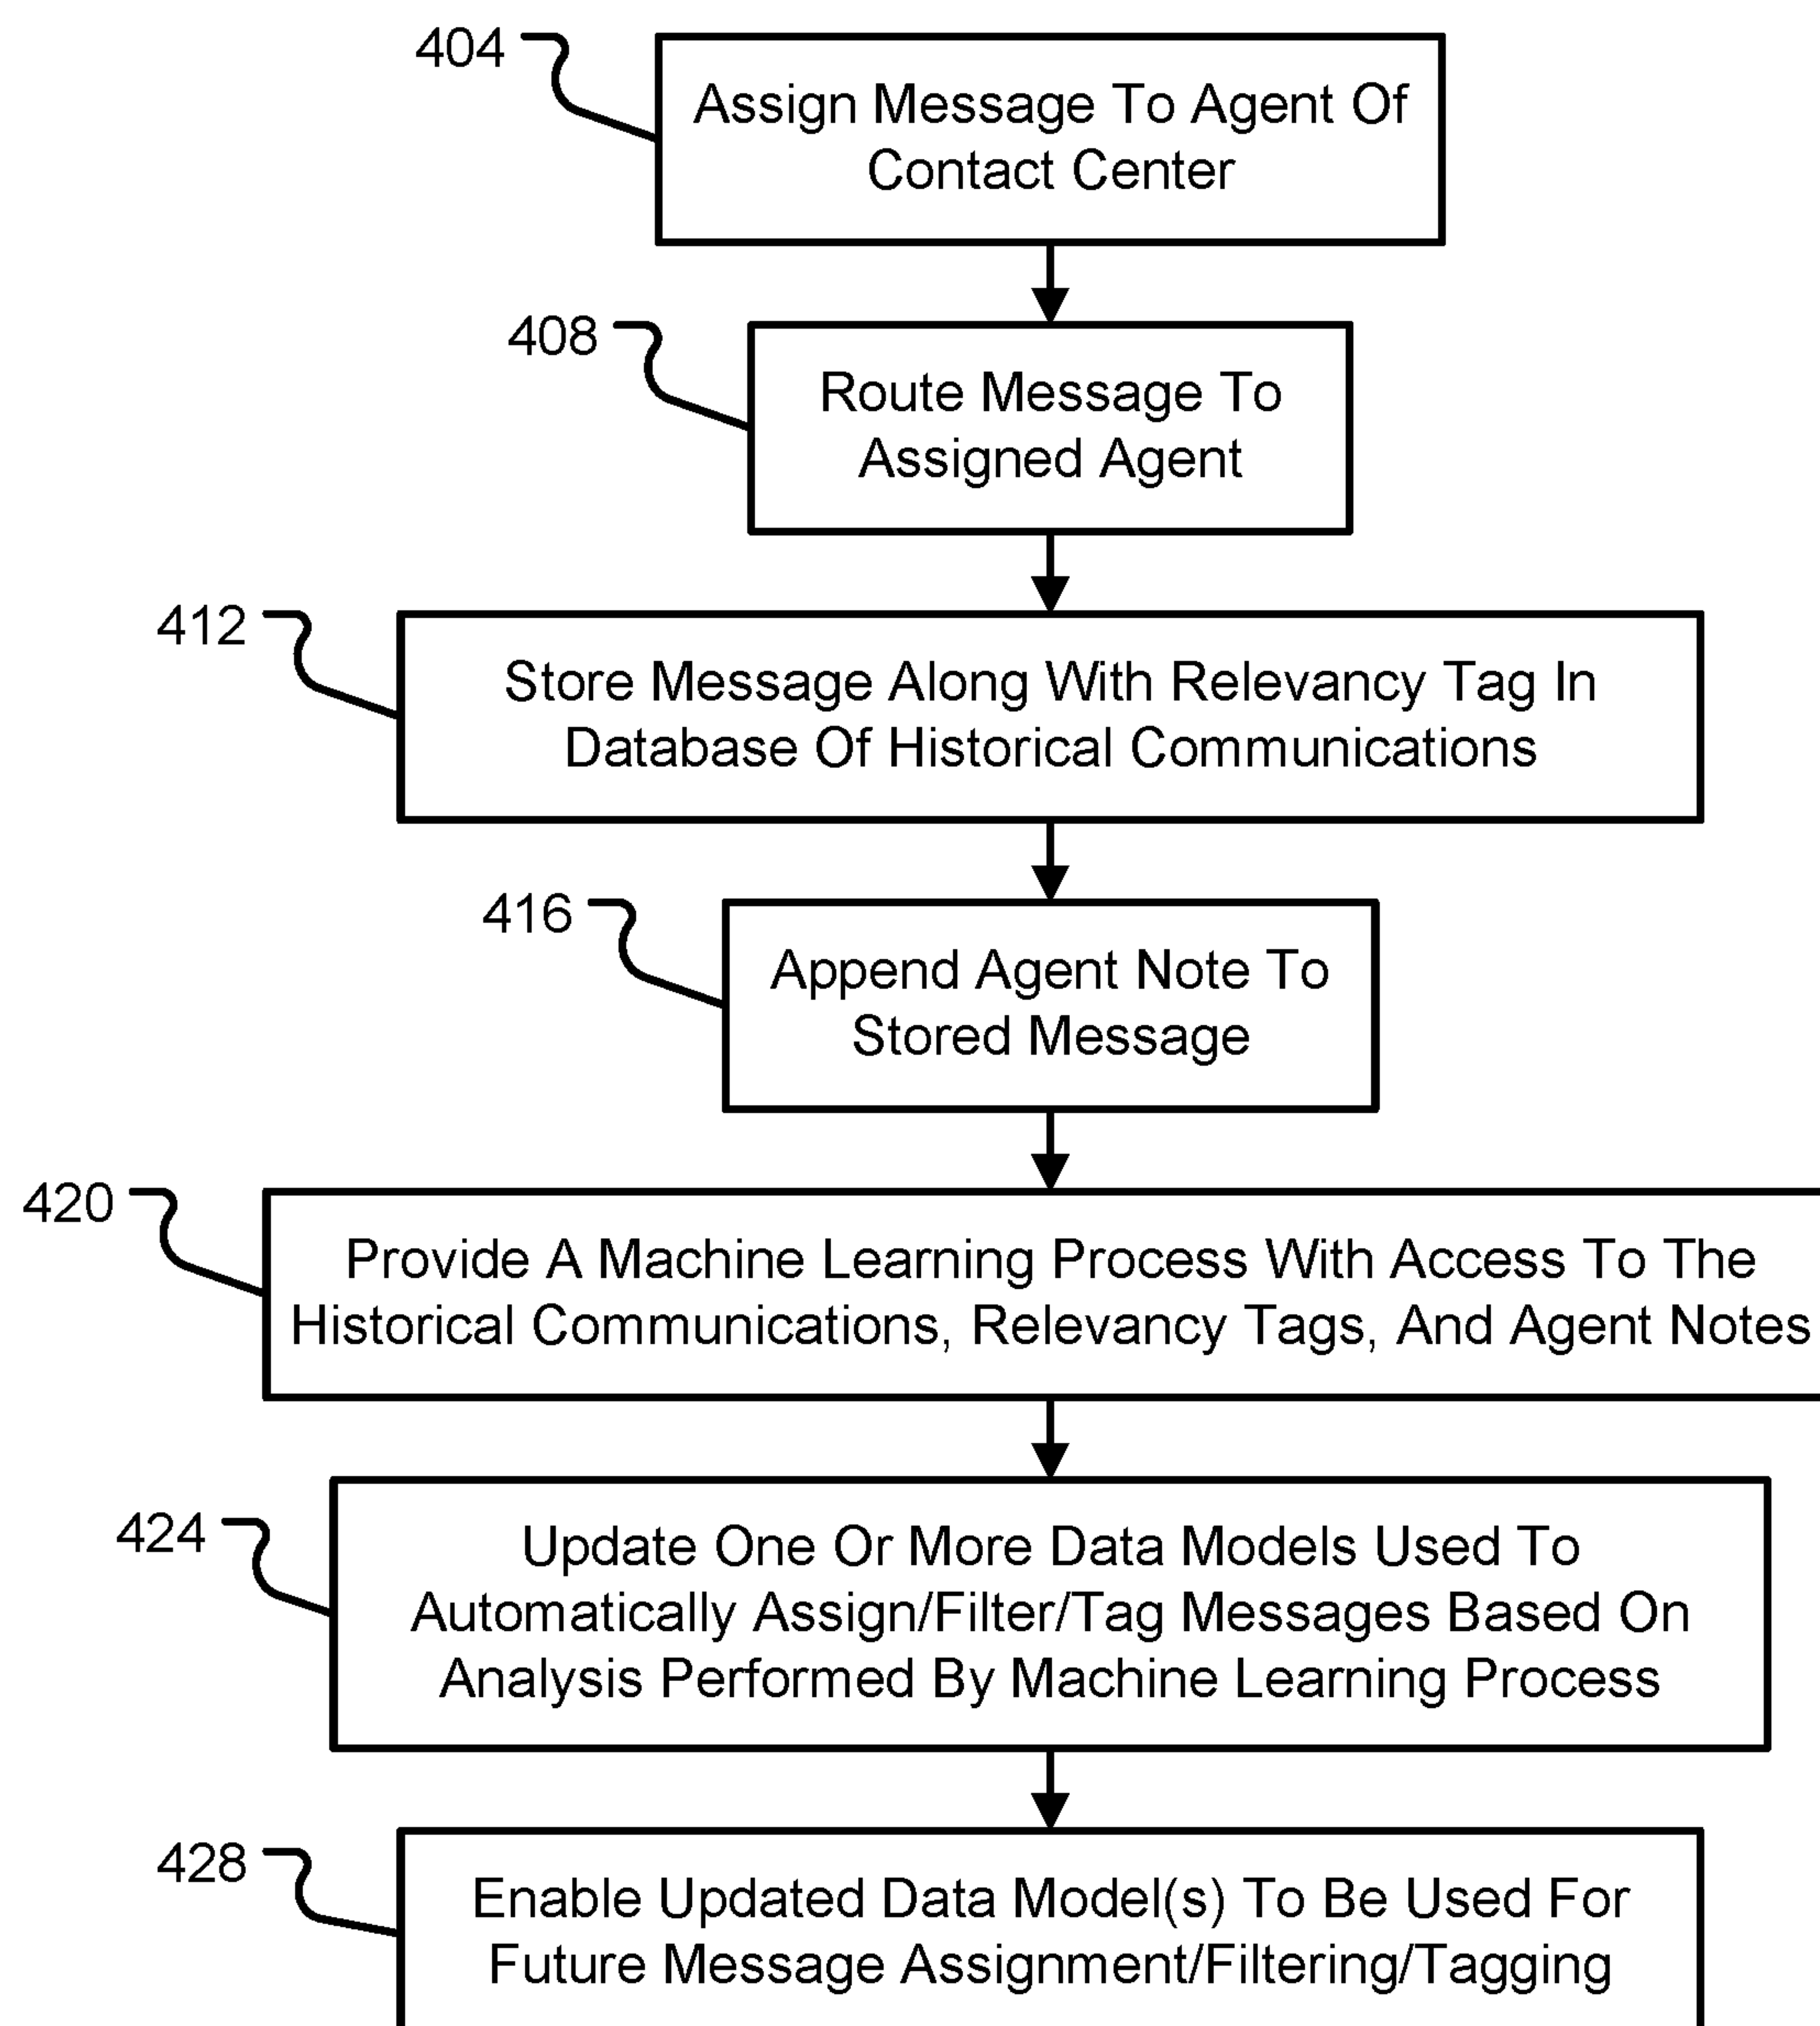 404
Assign Message To Agent Of
Contact Center
408
Route Message To
Assigned Agent
412
Store Message Along With Relevancy Tag In
Database Of Historical Communications
416
Append Agent Note To
Stored Message
420
Provide A Machine Learning Process With Access To The
Historical Communications, Relevancy Tags, And Agent Notes
424
Update One Or More Data Models Used To
Automatically Assign/Filter/Tag Messages Based On
Analysis Performed By Machine Learning Process
428
Enable Updated Data Model(s) To Be Used For
Future Message Assignment/Filtering/Tagging